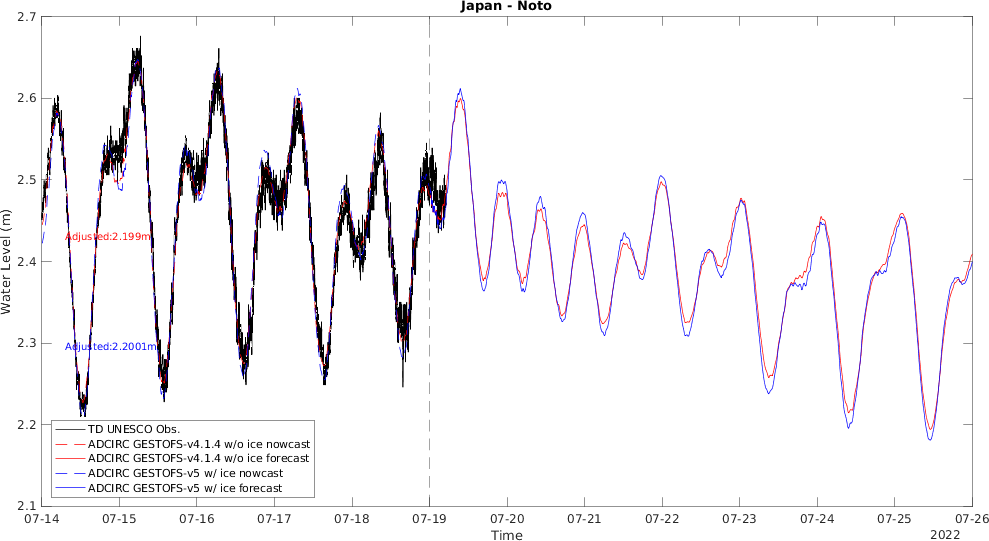 Japan - Noto
2.7
2.6
2.5
2.4
2.3
2.2
2.1
Water Level (m)
Adjusted:2.199m
Adjusted:2.2001m
TD UNESCO Obs.
ADCIRC GESTOFS-v4.1.4 w/o ice nowcast
ADCIRC GESTOFS-v4.1.4 w/o ice forecast
ADCIRC GESTOFS-v5 w/ ice nowcast
ADCIRC GESTOFS-v5 w/ ice forecast
07-14 07-15 07-16 07-17 07-18 07-19 07-20 07-21 07-22 07-23 07-24 07-25 07-26
Time
2022